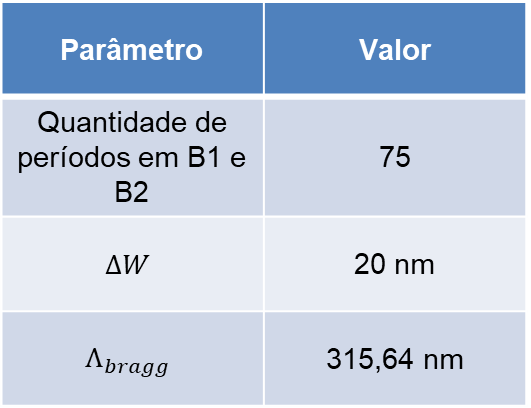 Parâmetro Valor
Quantidade de
períodos em B1 e
B2
75
ΔW 20 nm
Λbragg 315,64 nm